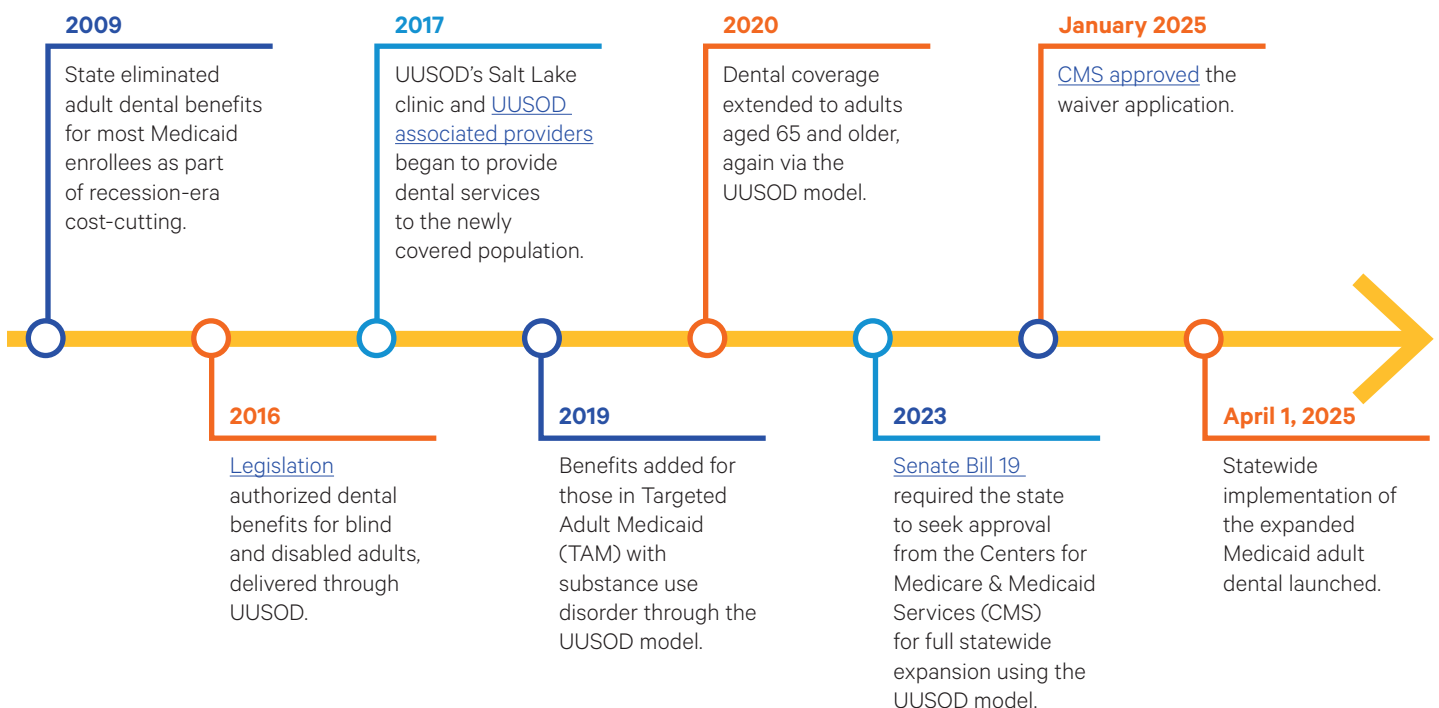 2009
State eliminated
adult dental benefits
for most Medicaid
enrollees as part
of recession-era
cost-cutting.
2016
Legislation
authorized dental
benefits for blind
and disabled adults,
delivered through
UUSOD.
2017
UUSOD’s Salt Lake
clinic and UUSOD
associated providers
began to provide
dental services
to the newly
covered population.
2019
Benefits added for
those in Targeted
Adult Medicaid
(TAM) with
substance use
disorder through the
UUSOD model.
2020
Dental coverage
extended to adults
aged 65 and older,
again via the
UUSOD model.
2023
Senate Bill 19
required the state
to seek approval
from the Centers for
Medicare & Medicaid
Services (CMS)
for full statewide
expansion using the
UUSOD model.
January 2025
CMS approved the
waiver application.
April 1, 2025
Statewide
implementation of
the expanded
Medicaid adult
dental launched.